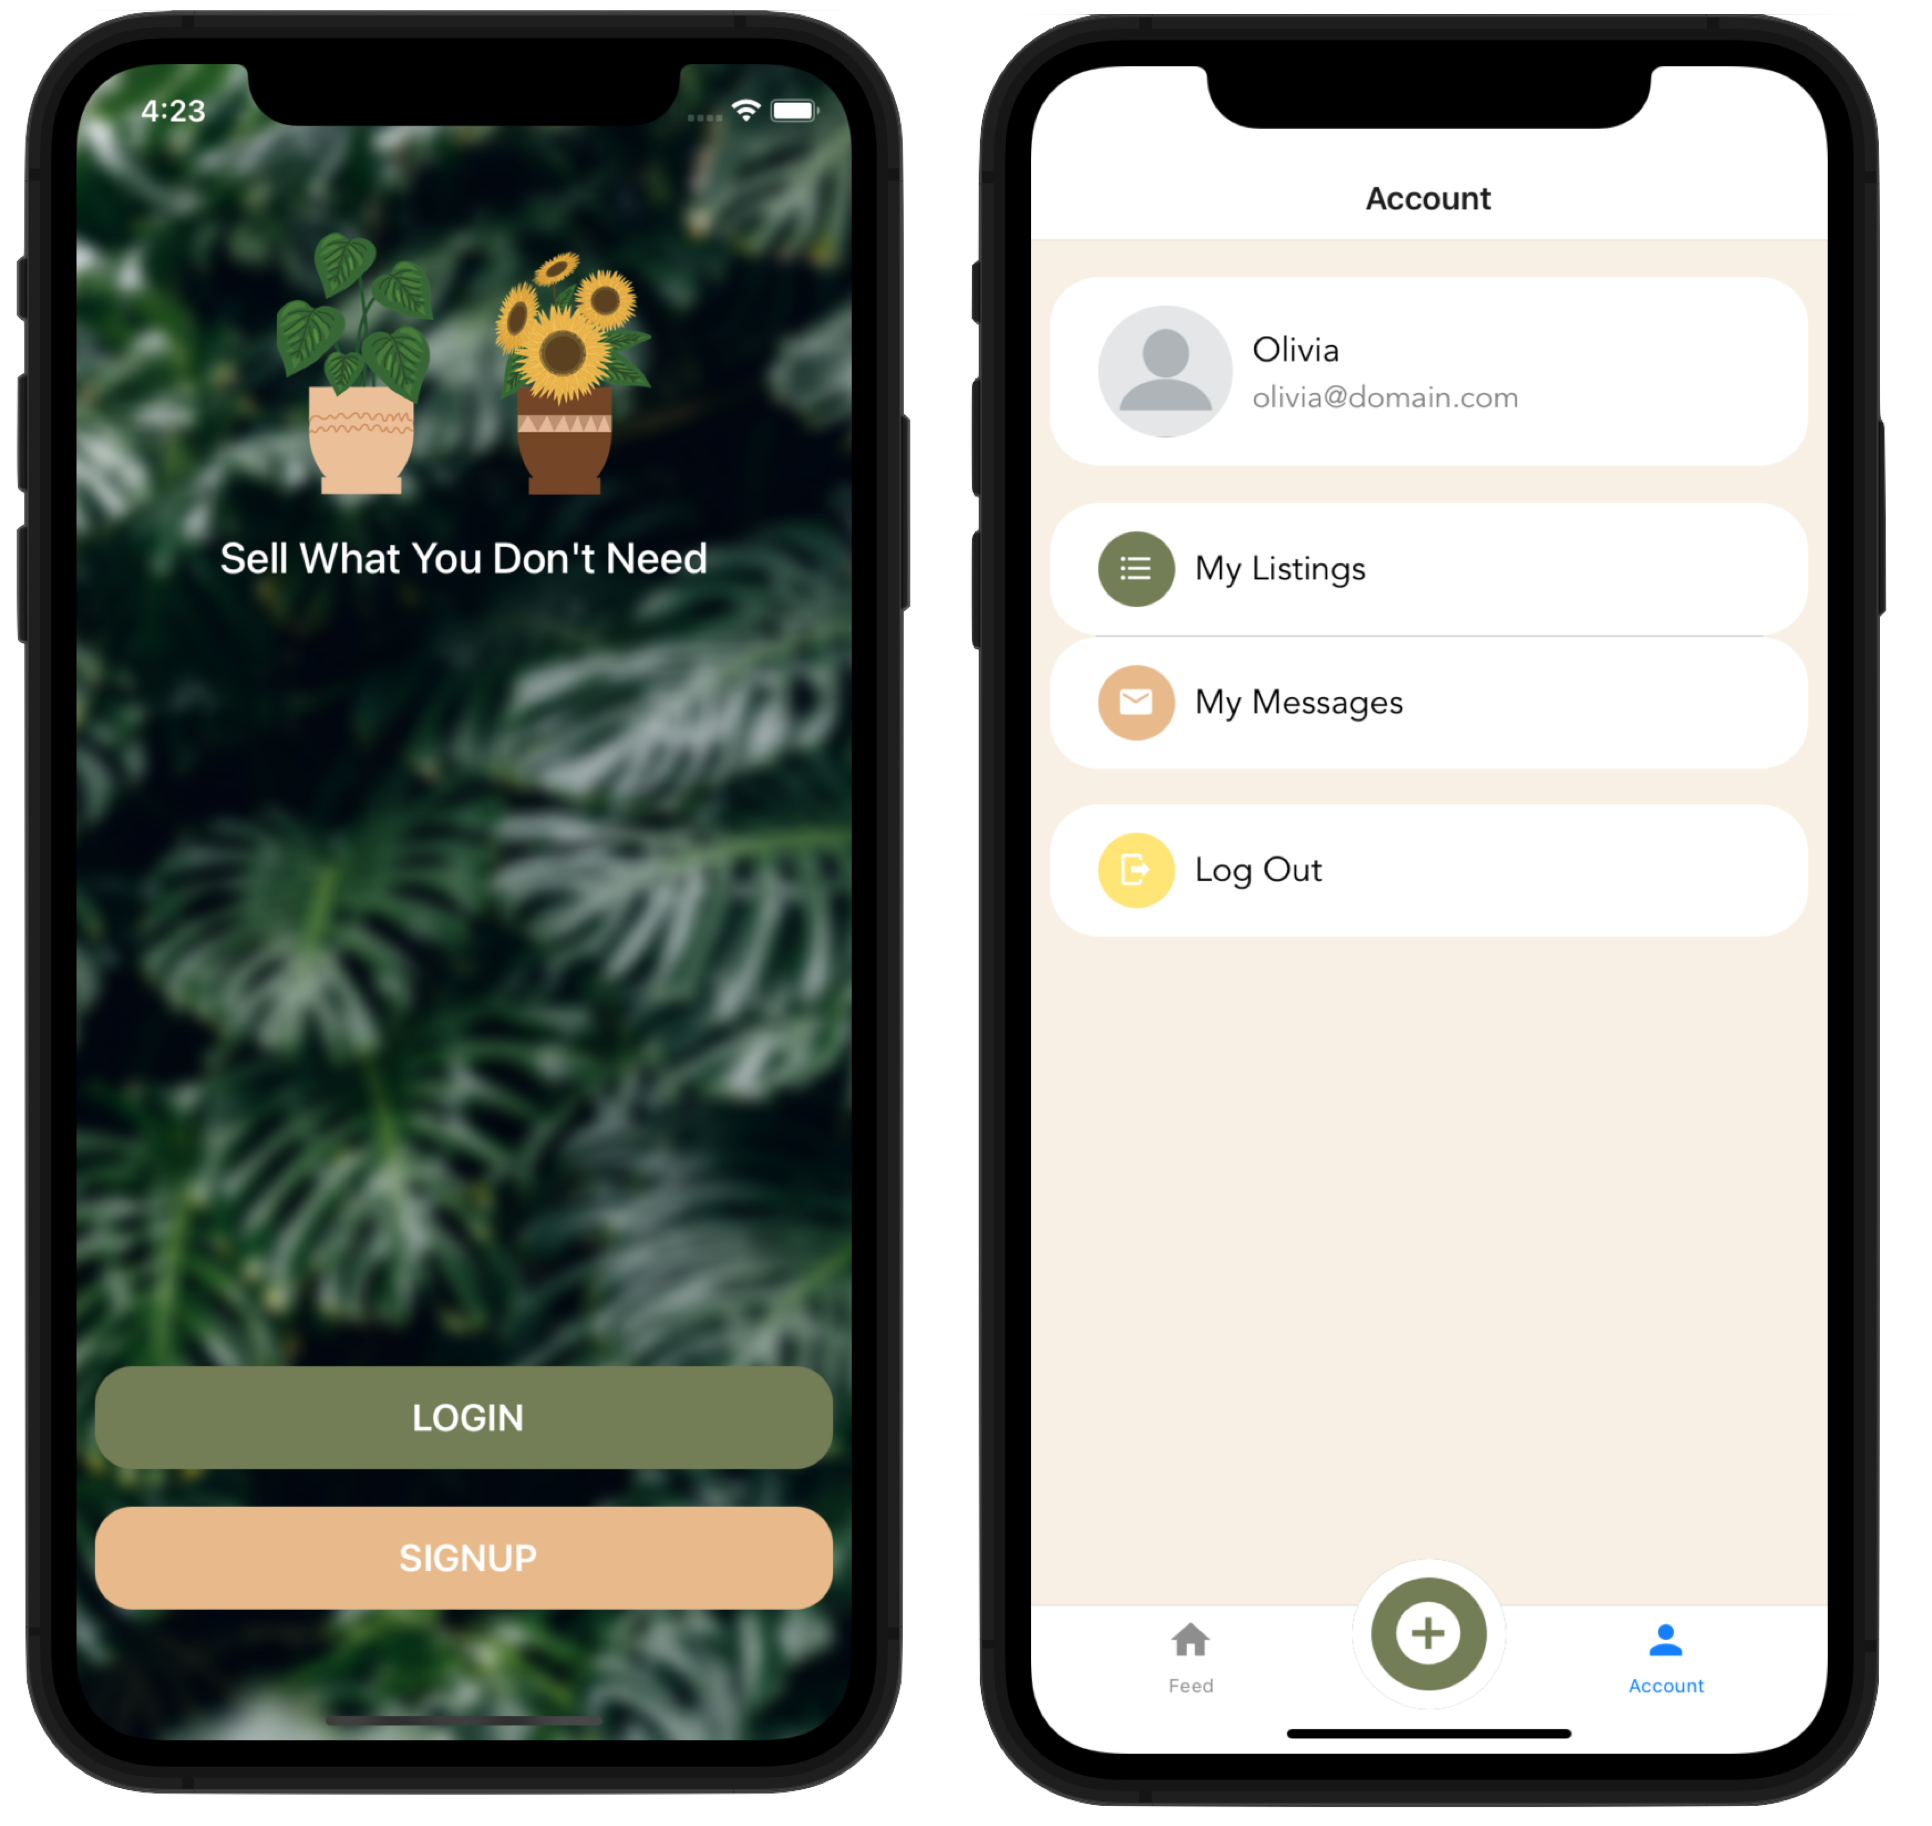 4:23
Sell What You Don't Need
LOGIN
SIGNUP
Account
Olivia
olivia@domain.com
My Listings
My Messages
Log Out
Feed
Account